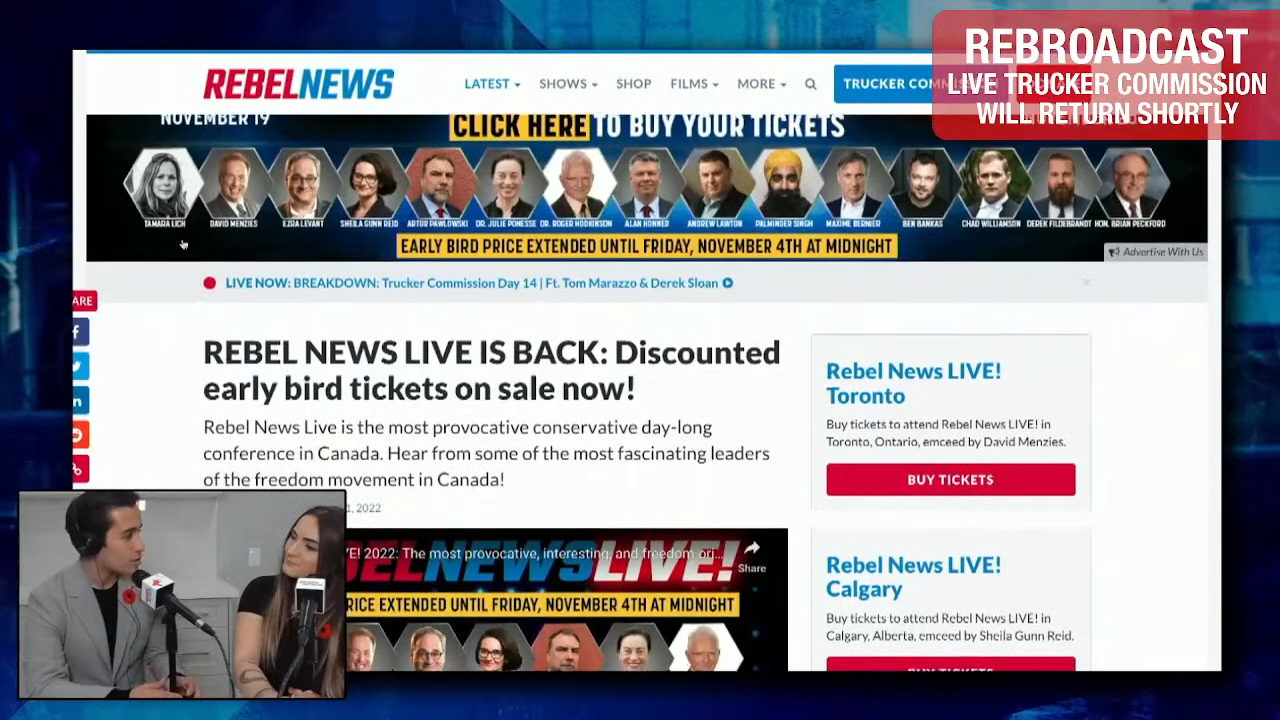 REBROADCAST
LIVE TRUCKER COMMISSION
WILL RETURN SHORTLY
REBELNEWS
LATEST
SHOWS
SHOP
FILMS
MORE
TRUCKER COM
NOVEMBER 19
CLICK HERE TO BUY YOUR TICKETS
TAMARA LICH
DAVID MENZIES
EZRA LEVANT
SHEILA GUNN REID
ARTUR PAWLOWSKI
DR. JULIE PONESSE
DR. ROGER HODKINSON
ALAN HONNER
ANDREW LAWTON
PALMINDER SINGH
MAXIME BERNIER
BEN BANKAS
CHAD WILLIAMSON
DEREK FILDEBRANDT
HON. BRIAN PECKFORD
EARLY BIRD PRICE EXTENDED UNTIL FRIDAY, NOVEMBER 4TH AT MIDNIGHT
Advertise With Us
LIVE NOW: BREAKDOWN: Trucker Commission Day 14 | Ft. Tom Marazzo & Derek Sloan
ARE
REBEL NEWS LIVE IS BACK: Discounted
early bird tickets on sale now!
Rebel News Live is the most provocative conservative day-long
conference in Canada. Hear from some of the most fascinating leaders
of the freedom movement in Canada!
1, 2022
Rebel News LIVE!
Toronto
Buy tickets to attend Rebel News LIVE! in
Toronto, Ontario, emceed by David Menzies.
BUY TICKETS
Rebel News LIVE!
Calgary
Buy tickets to attend Rebel News LIVE! in
Calgary, Alberta, emceed by Sheila Gunn Reid.
BUY TICKETS
VE! 2022: The most provocative, interesting, and freedom-ori...
Share
EBELNEWSLIVE!
RICE EXTENDED UNTIL FRIDAY, NOVEMBER 4TH AT MIDNIGHT